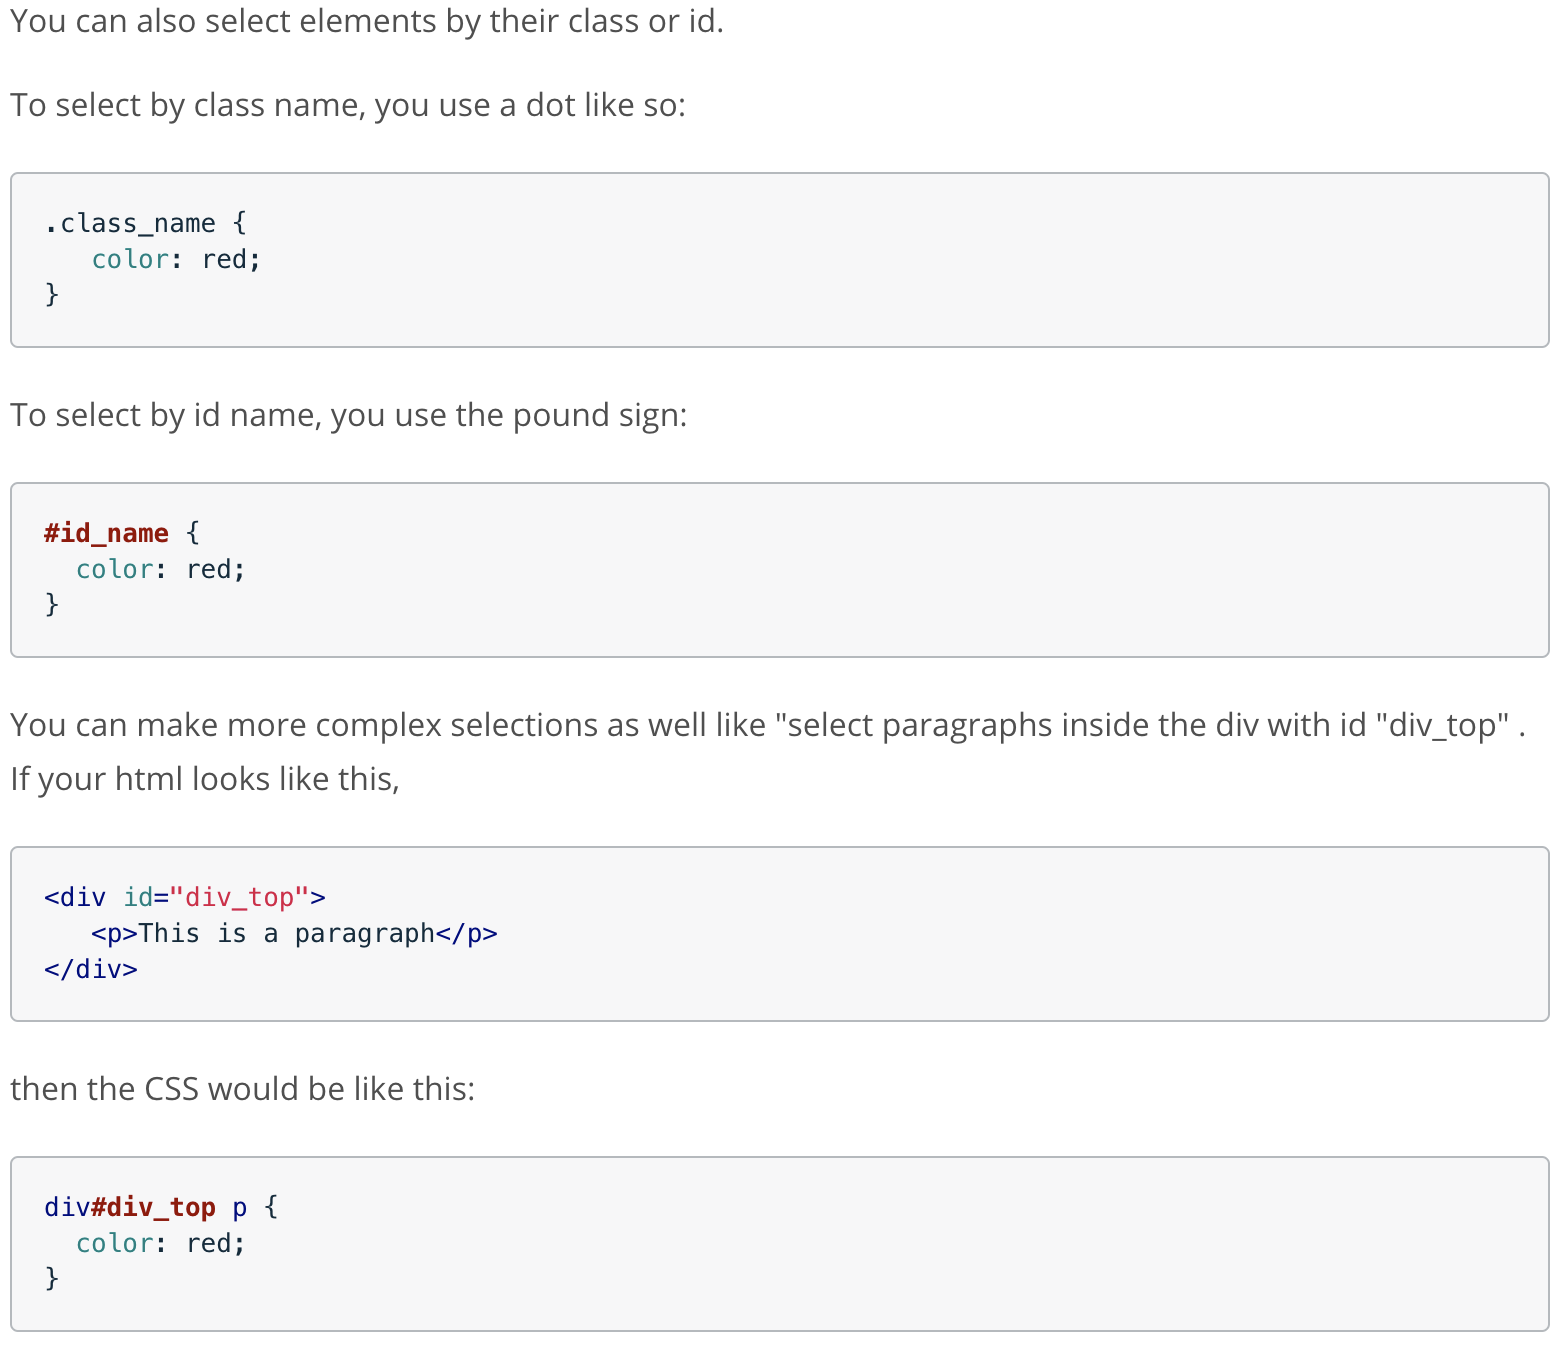 You can also select elements by their class or id.
To select by class name, you use a dot like so:
.class_name {
   color: red;
}
To select by id name, you use the pound sign:
#id_name {
  color: red;
}
You can make more complex selections as well like "select paragraphs inside the div with id "div_top" .
If your html looks like this,
<div id="div_top">
   <p>This is a paragraph</p>
</div>
then the CSS would be like this:
div#div_top p {
  color: red;
}